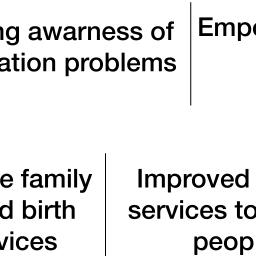 ng awarness of
ation problems
Empo
e family
d birth
vices
Improved
services to
peop